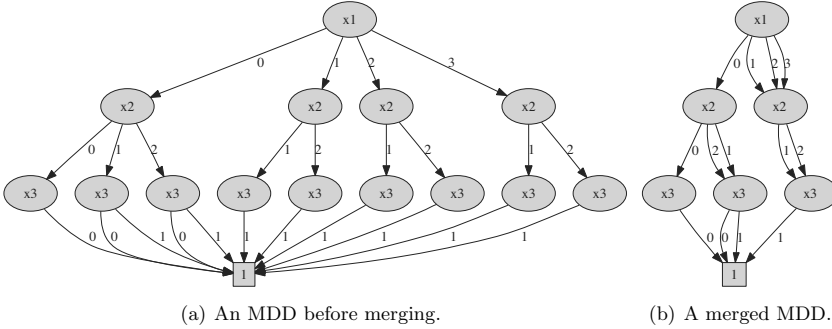 x1 x1
0 1 2 3 0 1 2 3
x2 x2 x2 x2 x2 x2
0 1 2 1 2 1 2 1 2 0 2 1 1 2
x3 x3 x3 x3 x3 x3 x3 x3 x3 x3 x3 x3
0 0 1 0 1 1 1 1 1 1 1 0 0 1 1
1 1
(a) An MDD before merging. (b) A merged MDD.